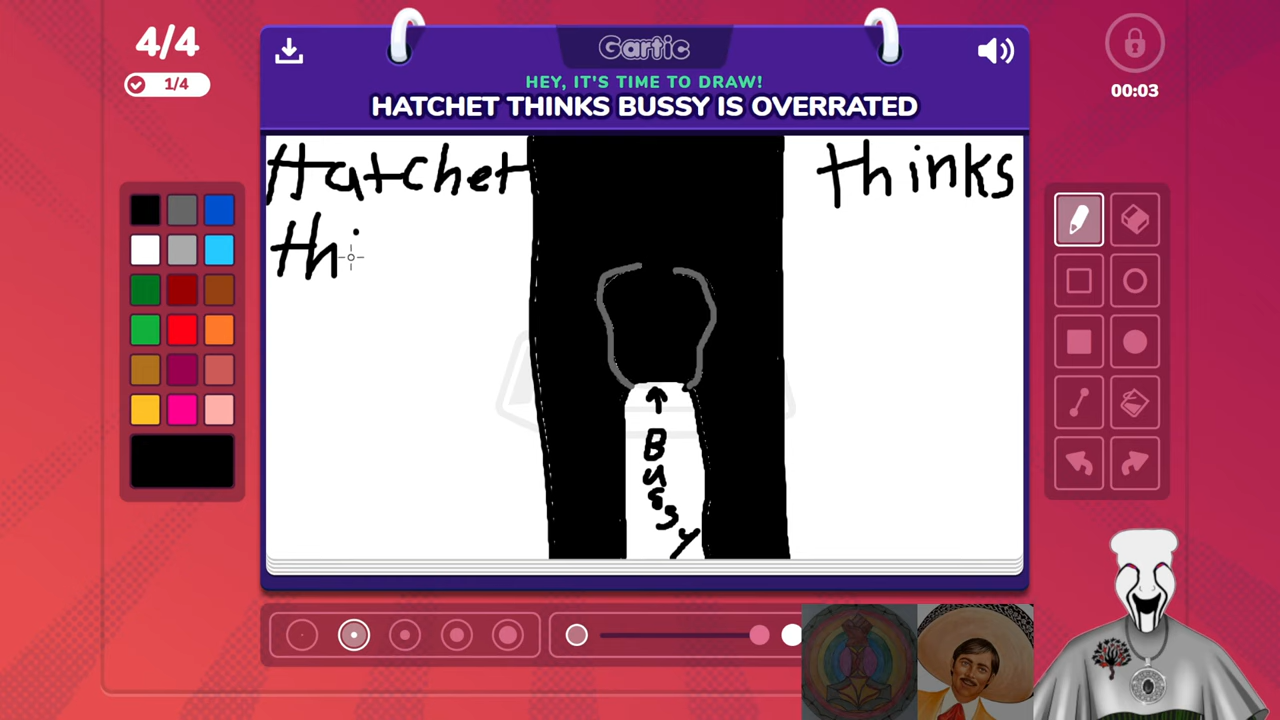 4/4
1/4
Gartic
HEY, IT'S TIME TO DRAW!
HATCHET THINKS BUSSY IS OVERRATED
00:03
Hatchet thinks
thi
Bussy